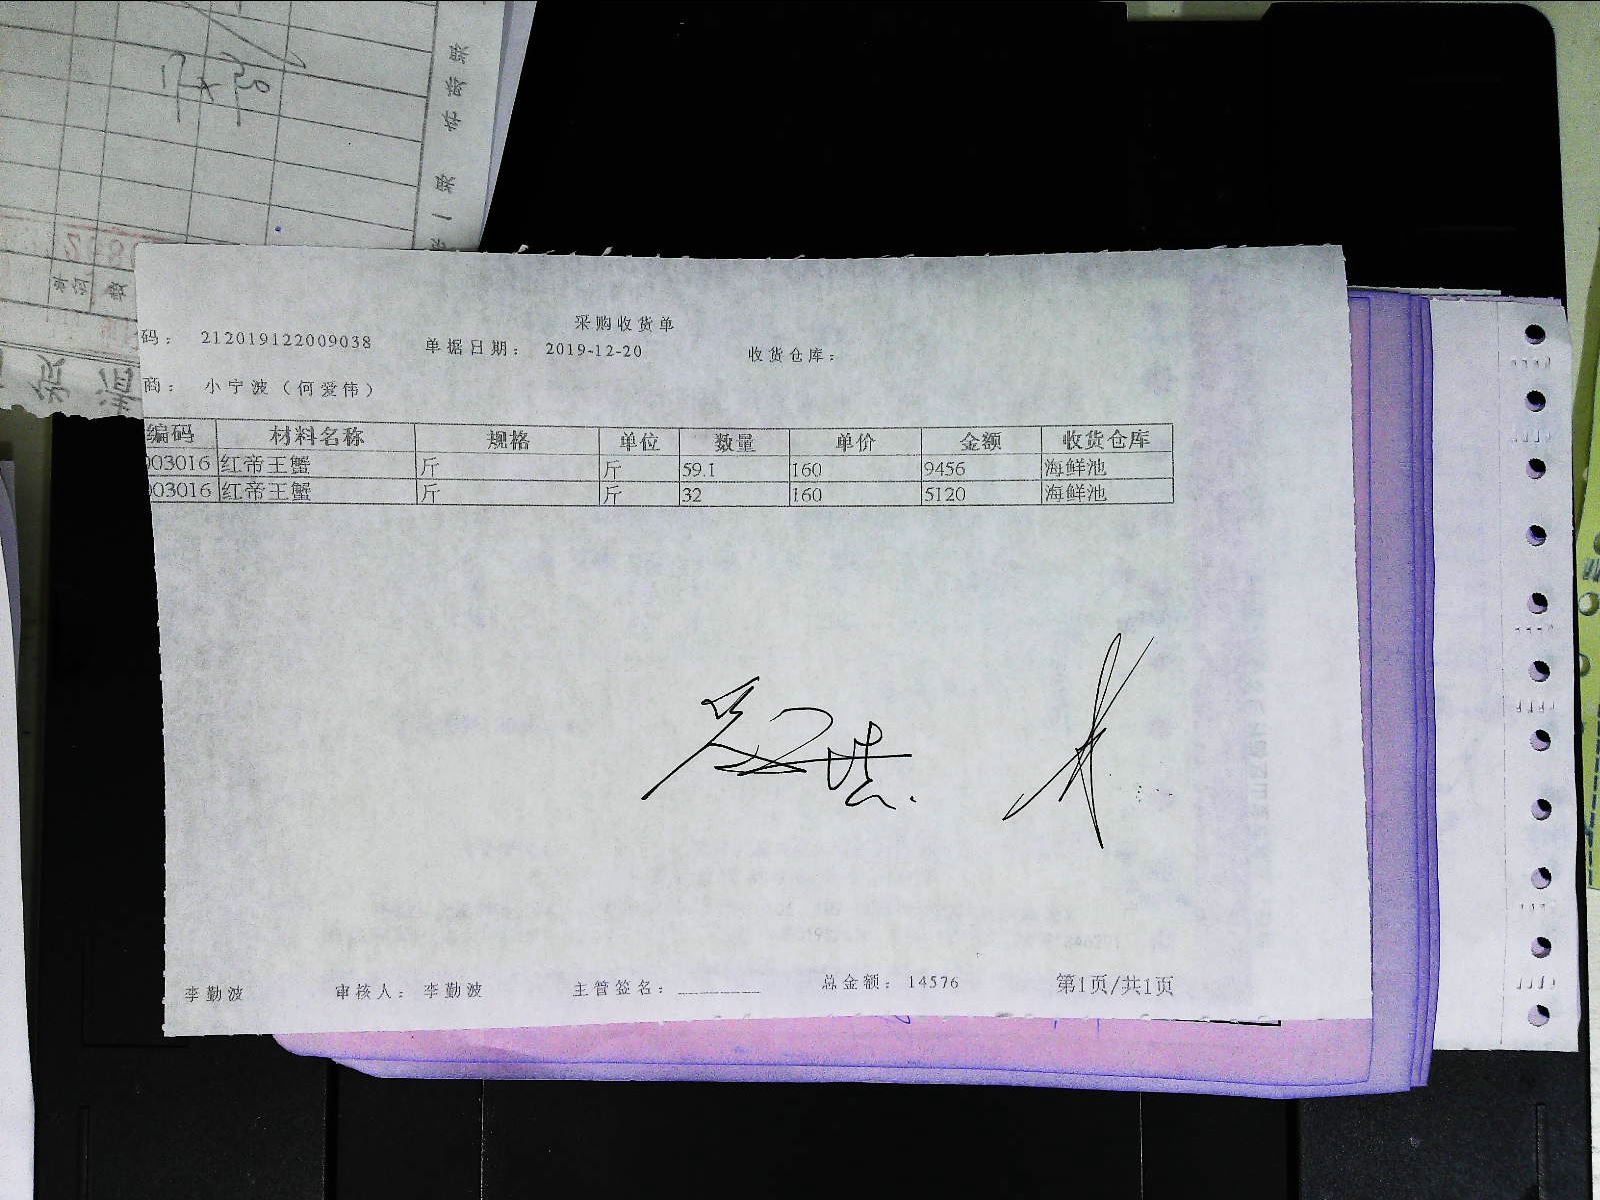 采购收货单
码： 212019122009038 单据日期： 2019-12-20 收货仓库：
商： 小宁波（何爱伟）
编码 材料名称 规格 单位 数量 单价 金额 收货仓库
003016 红帝王蟹 斤 斤 59.1 160 9456 海鲜池
003016 红帝王蟹 斤 斤 32 160 5120 海鲜池
李勤波 审核人： 李勤波 主管签名： 总金额： 14576 第1页/共1页